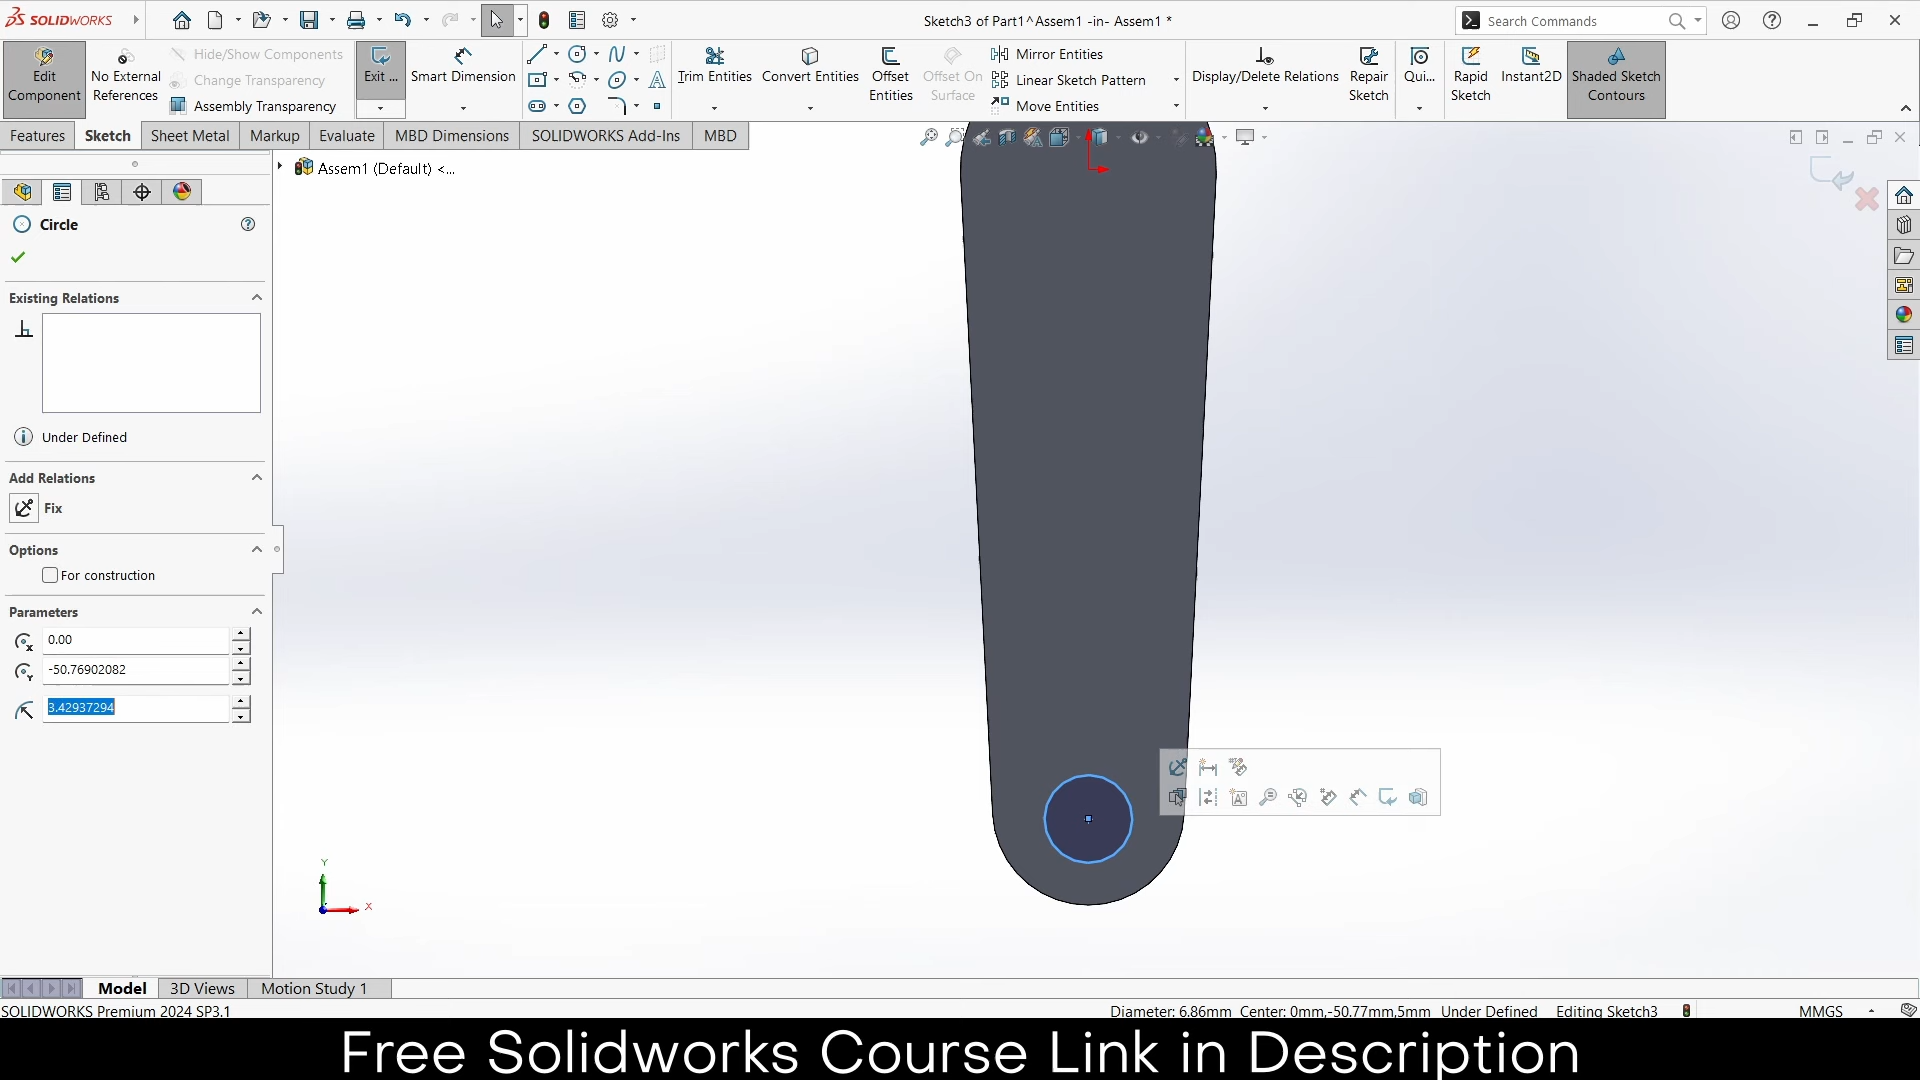 SOLIDWORKS
Sketch3 of Part1^Assem1 -in- Assem1 *
Search Commands
Edit Component
No External References
Hide/Show Components
Change Transparency
Assembly Transparency
Exit ...
Smart Dimension
Trim Entities
Convert Entities
Offset Entities
Offset On Surface
Mirror Entities
Linear Sketch Pattern
Move Entities
Display/Delete Relations
Repair Sketch
Qui...
Rapid Sketch
Instant2D
Shaded Sketch Contours
Features
Sketch
Sheet Metal
Markup
Evaluate
MBD Dimensions
SOLIDWORKS Add-Ins
MBD
Assem1 (Default) <...
Circle
Existing Relations
Under Defined
Add Relations
Fix
Options
For construction
Parameters
0.00
-50.76902082
3.42937294
Y
X
Model
3D Views
Motion Study 1
SOLIDWORKS Premium 2024 SP3.1
Diameter: 6.86mm Center: 0mm,-50.77mm,5mm Under Defined Editing Sketch3
MMGS
Free Solidworks Course Link in Description